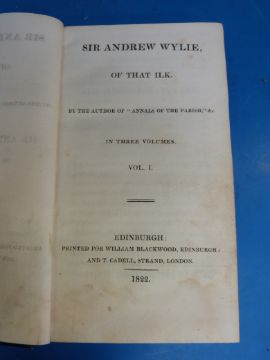 SIR ANDREW WYLIE,
OF THAT ILK.
BY THE AUTHOR OF "ANNALS OF THE PARISH," &c.
IN THREE VOLUMES.
VOL. I.
EDINBURGH:
PRINTED FOR WILLIAM BLACKWOOD, EDINBURGH:
AND T. CADELL, STRAND, LONDON.
1822.